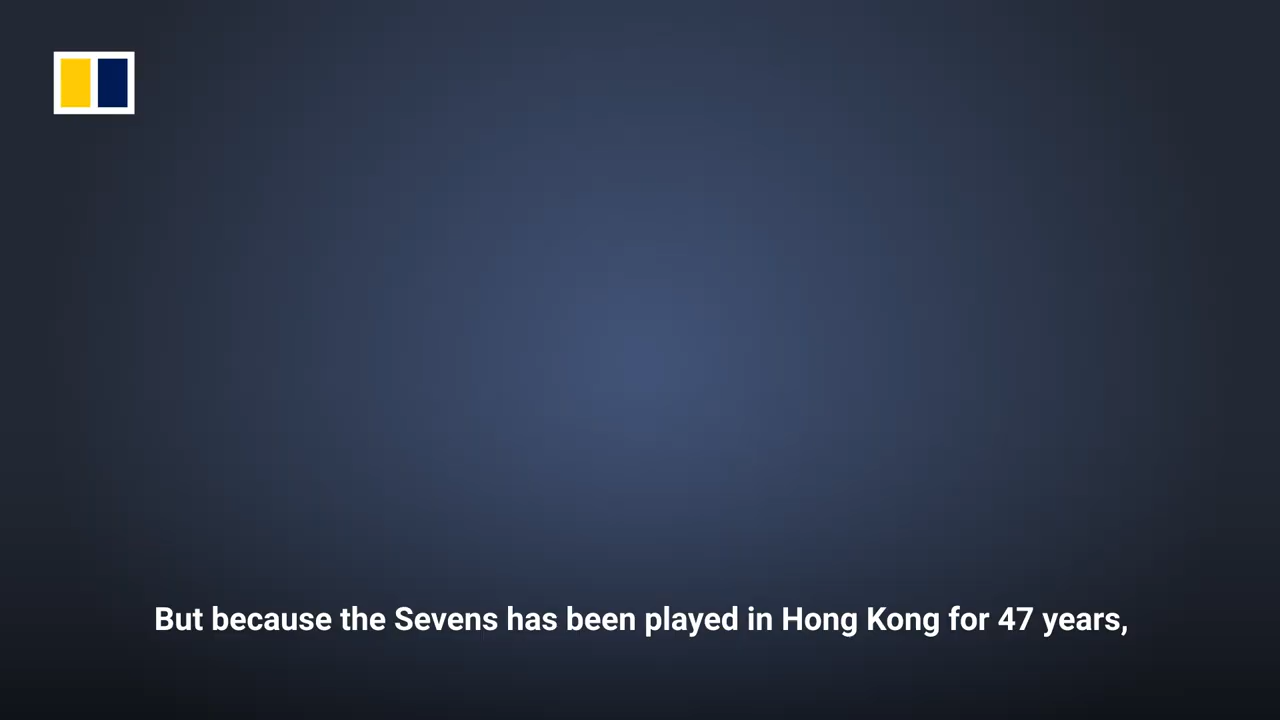 But because the Sevens has been played in Hong Kong for 47 years,